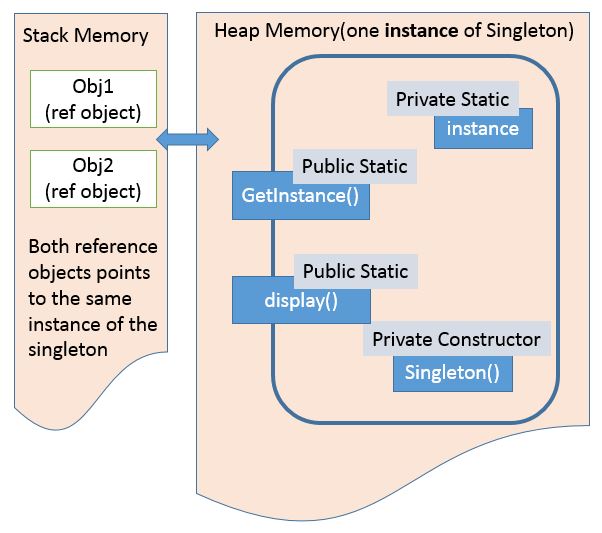 Stack Memory
Obj1
(ref object)
Obj2
(ref object)
Both reference
objects points
to the same
instance of the
singleton
Heap Memory(one instance of Singleton)
Private Static
instance
Public Static
GetInstance()
Public Static
display()
Private Constructor
Singleton()